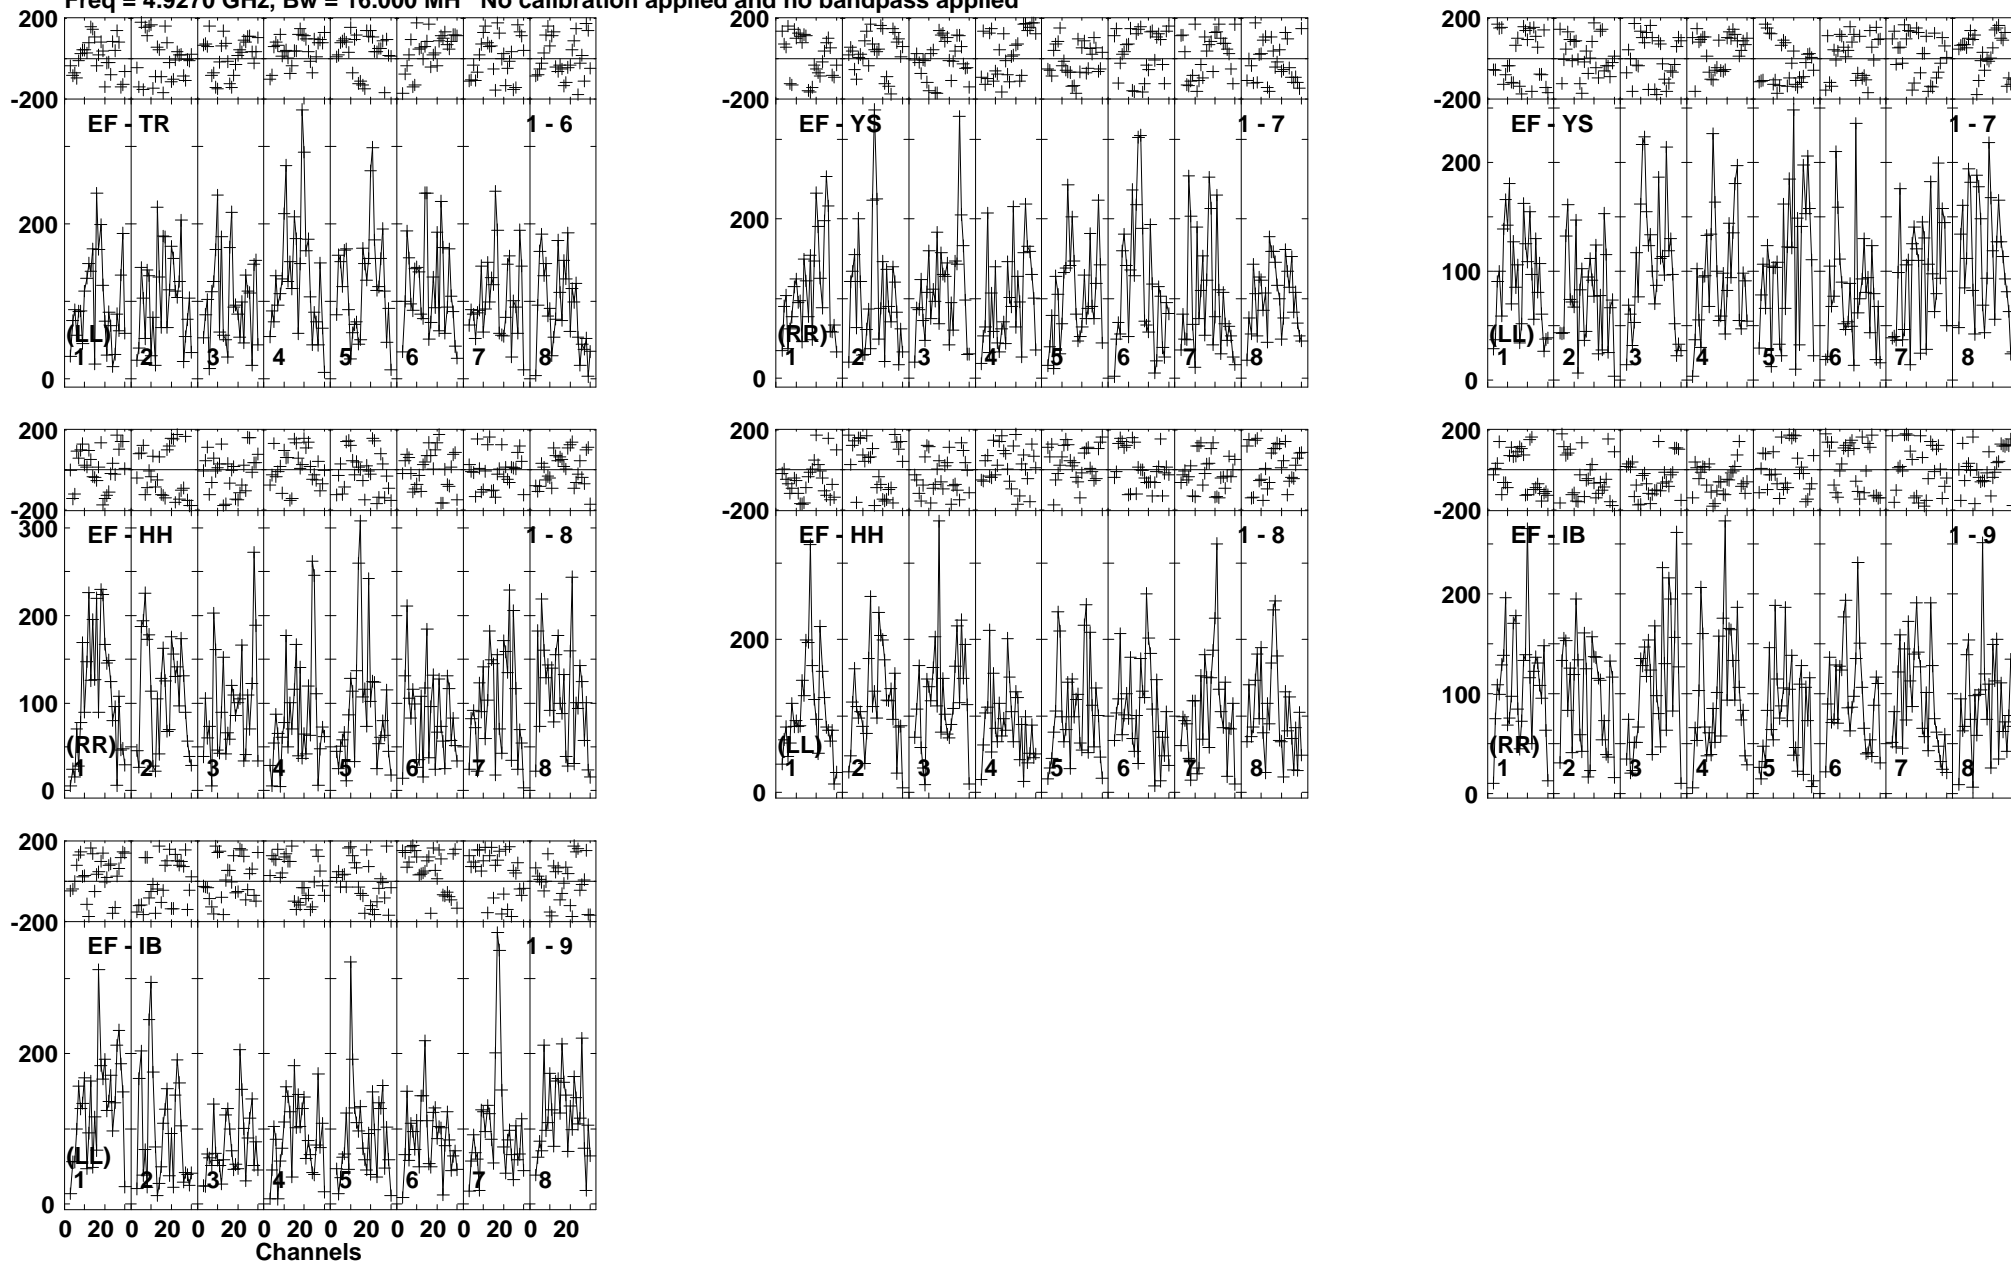 Freq = 4.9270 GHz, Bw = 16.000 MH No calibration applied and no bandpass applied
200
-200
EF - TR 1 - 6
200
(LL)
1 2 3 4 5 6 7 8
0
200
-200
EF - YS 1 - 7
200
(RR)
1 2 3 4 5 6 7 8
0
200
-200
EF - YS 1 - 7
200
100
(LL)
1 2 3 4 5 6 7 8
0
200
-200
300
EF - HH 1 - 8
200
100
(RR)
1 2 3 4 5 6 7 8
0
200
-200
EF - HH 1 - 8
200
(LL)
1 2 3 4 5 6 7 8
0
200
-200
EF - IB 1 - 9
200
100
(RR)
1 2 3 4 5 6 7 8
0
200
-200
EF - IB 1 - 9
200
(LL)
1 2 3 4 5 6 7 8
0
0 20 0 20 0 20 0 20 0 20 0 20 0 20 0 20
Channels